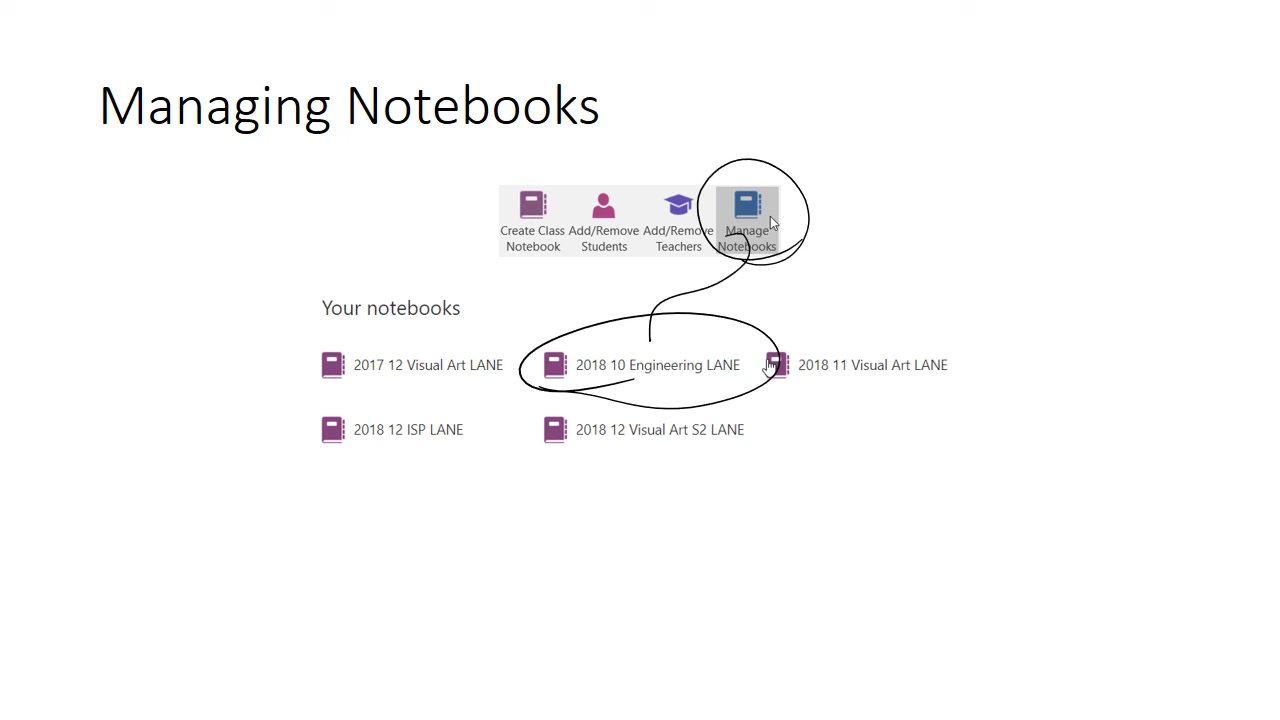 Managing Notebooks
Create Class Notebook
Add/Remove Students
Add/Remove Teachers
Manage Notebooks
Your notebooks
2017 12 Visual Art LANE
2018 10 Engineering LANE
2018 11 Visual Art LANE
2018 12 ISP LANE
2018 12 Visual Art S2 LANE